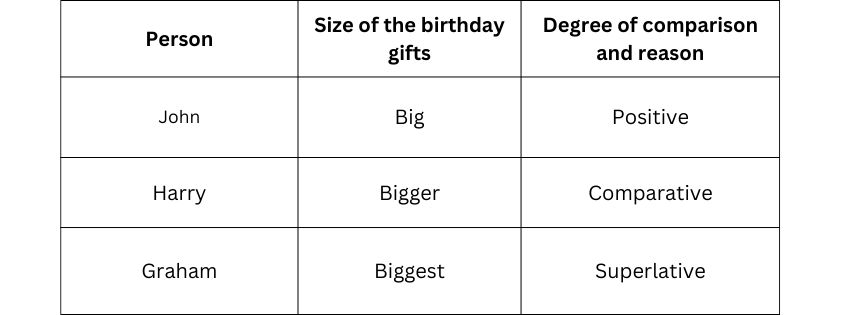 Person
Size of the birthday
gifts
Degree of comparison
and reason
John
Big
Positive
Harry
Bigger
Comparative
Graham
Biggest
Superlative